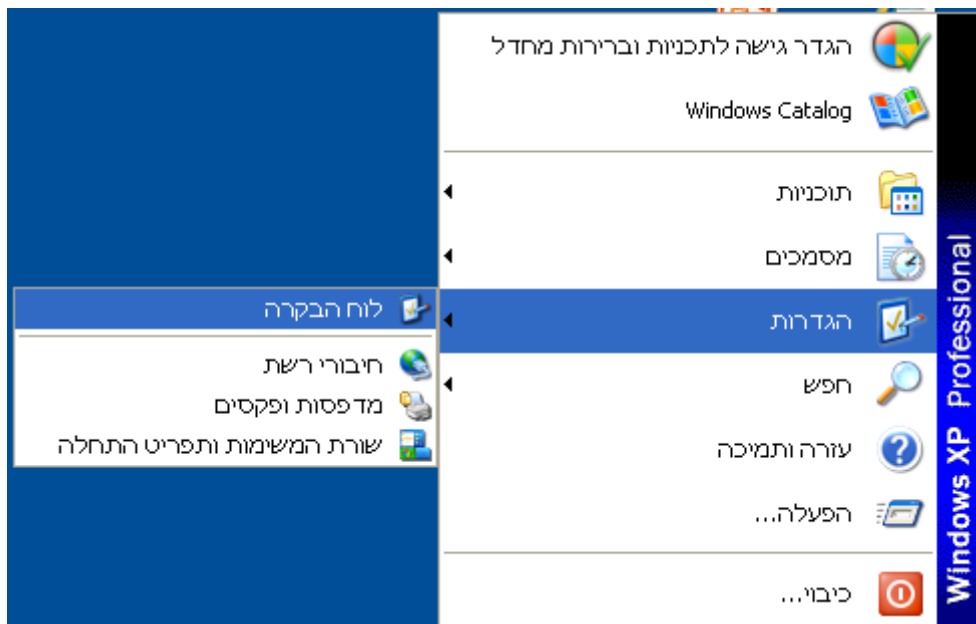 הגדר גישה לתכניות וברירות מחדל
Windows Catalog
תוכניות
מסמכים
הגדרות
חפש
עזרה ותמיכה
הפעלה...
כיבוי...
לוח הבקרה
חיבורי רשת
מדפסות ופקסים
שורת המשימות ותפריט התחלה
Windows XP Professional